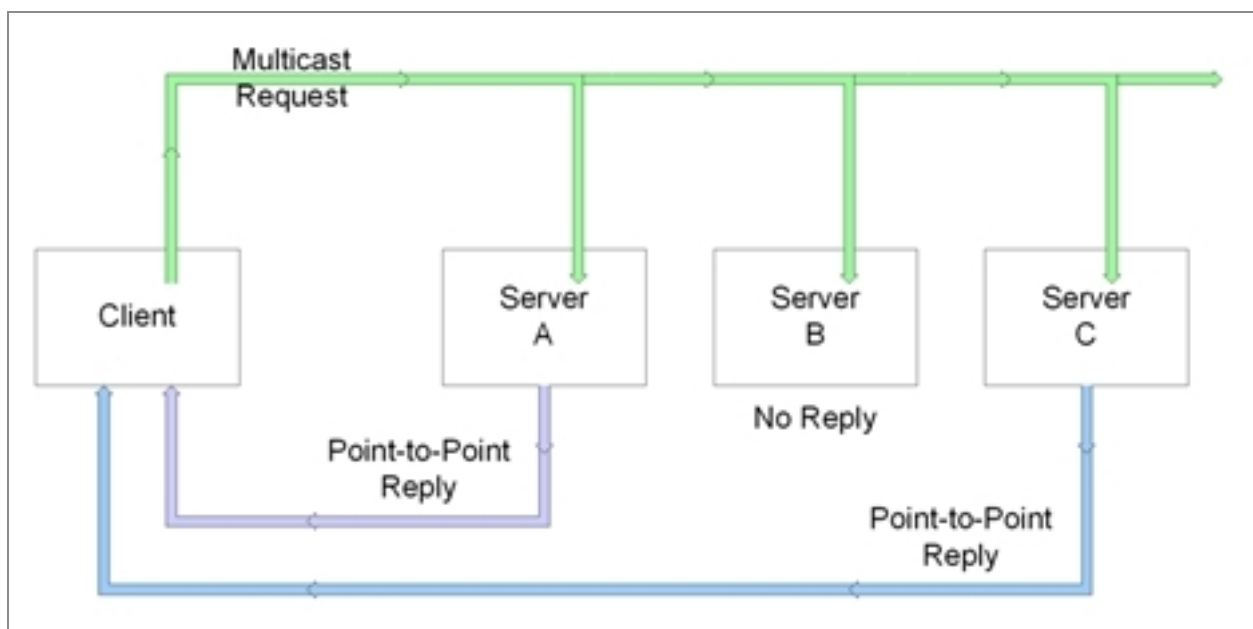 Multicast
Request
Client
Server
A
Server
B
Server
C
No Reply
Point-to-Point
Reply
Point-to-Point
Reply